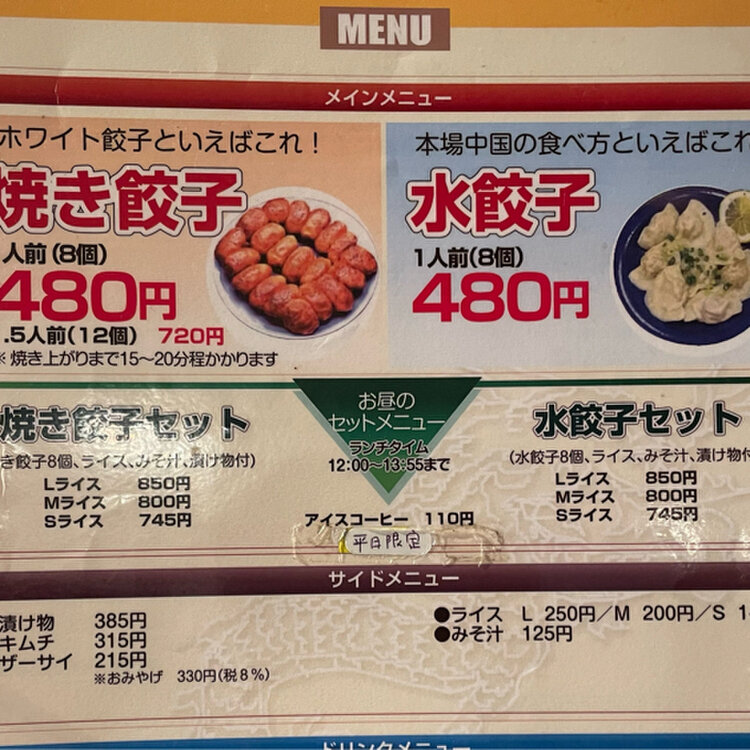 MENU
メインメニュー
ホワイト餃子といえばこれ！
焼き餃子
人前(8個)
480円
.5人前(12個) 720円
※焼き上がりまで15〜20分程かかります
本場中国の食べ方といえばこれ
水餃子
1人前(8個)
480円
お昼の
セットメニュー
ランチタイム
12:00〜13:55まで
焼き餃子セット
き餃子8個、ライス、みそ汁、漬け物付)
Lライス 850円
Mライス 800円
Sライス 745円
水餃子セット
(水餃子8個、ライス、みそ汁、漬け物付
Lライス 850円
Mライス 800円
Sライス 745円
アイスコーヒー 110円
平日限定
サイドメニュー
漬け物 385円
キムチ 315円
ザーサイ 215円
※おみやげ 330円(税8%)
●ライス L 250円／M 200円／S 1
●みそ汁 125円
ドリンクメニュー